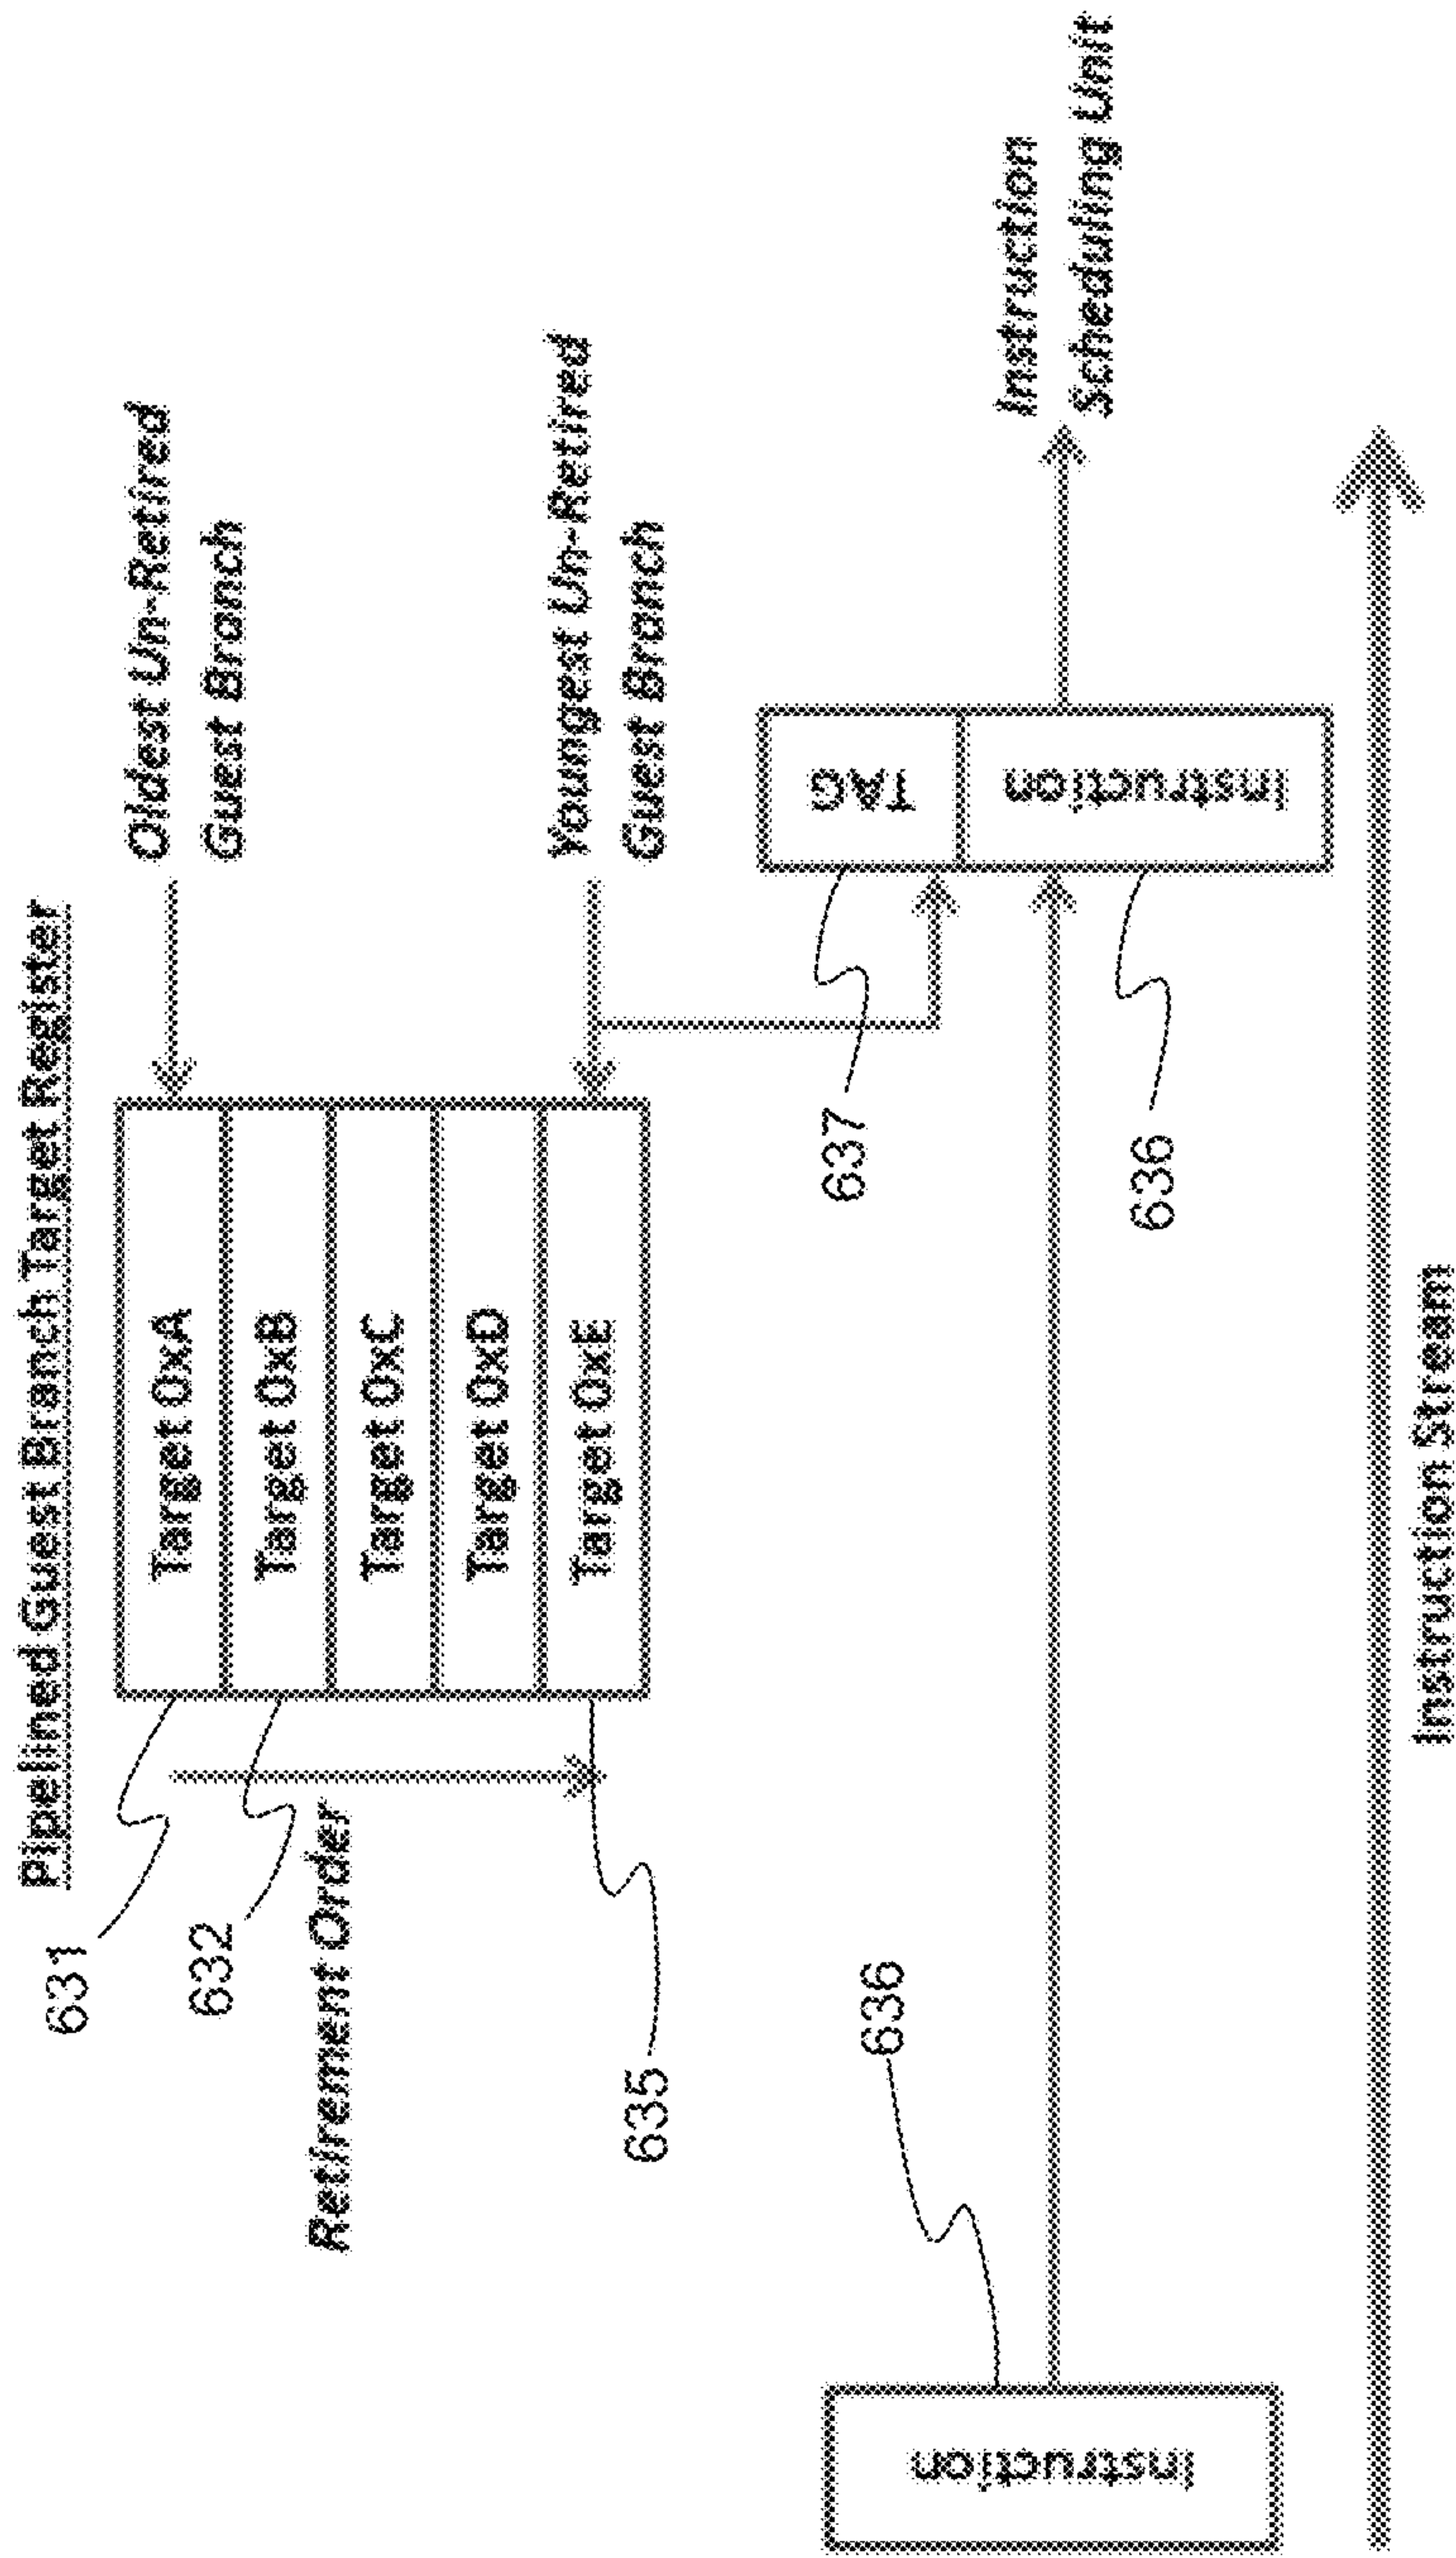 Pipelined Guest Branch Target Register
631
632
Retirement Order
635
Target 0xA
Target 0xB
Target 0xC
Target 0xD
Target 0xE
Oldest Un-Retired
Guest Branch
Youngest Un-Retired
Guest Branch
636
Instruction
637
636
TAG
Instruction
Instruction
Scheduling Unit
Instruction Stream